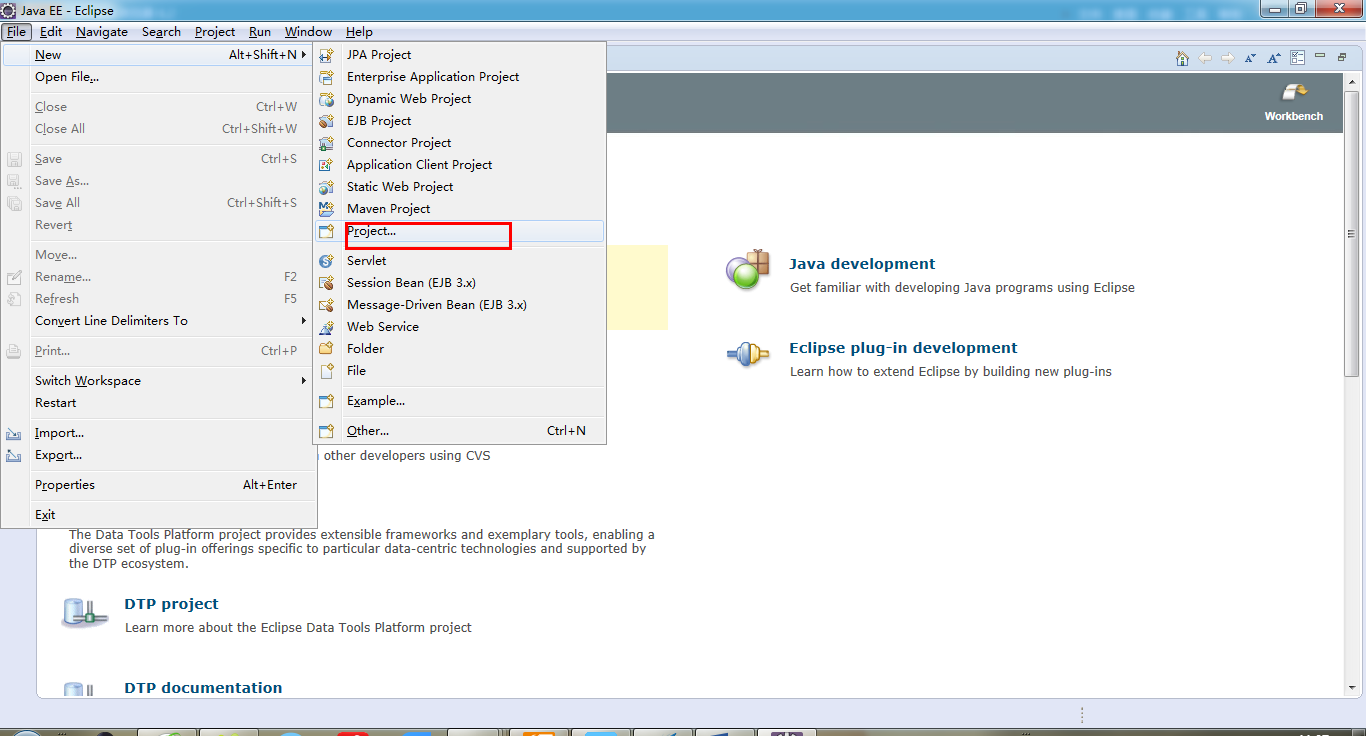 Java EE - Eclipse
File Edit Navigate Search Project Run Window Help
New Alt+Shift+N
Open File...
Close Ctrl+W
Close All Ctrl+Shift+W
Save Ctrl+S
Save As...
Save All Ctrl+Shift+S
Revert
Move...
Rename... F2
Refresh F5
Convert Line Delimiters To
Print... Ctrl+P
Switch Workspace
Restart
Import...
Export...
Properties Alt+Enter
Exit
JPA Project
Enterprise Application Project
Dynamic Web Project
EJB Project
Connector Project
Application Client Project
Static Web Project
Maven Project
Project...
Servlet
Session Bean (EJB 3.x)
Message-Driven Bean (EJB 3.x)
Web Service
Folder
File
Example...
Other... Ctrl+N
Workbench
Java development
Get familiar with developing Java programs using Eclipse
Eclipse plug-in development
Learn how to extend Eclipse by building new plug-ins
other developers using CVS
The Data Tools Platform project provides extensible frameworks and exemplary tools, enabling a
diverse set of plug-in offerings specific to particular data-centric technologies and supported by
the DTP ecosystem.
DTP project
Learn more about the Eclipse Data Tools Platform project
DTP documentation